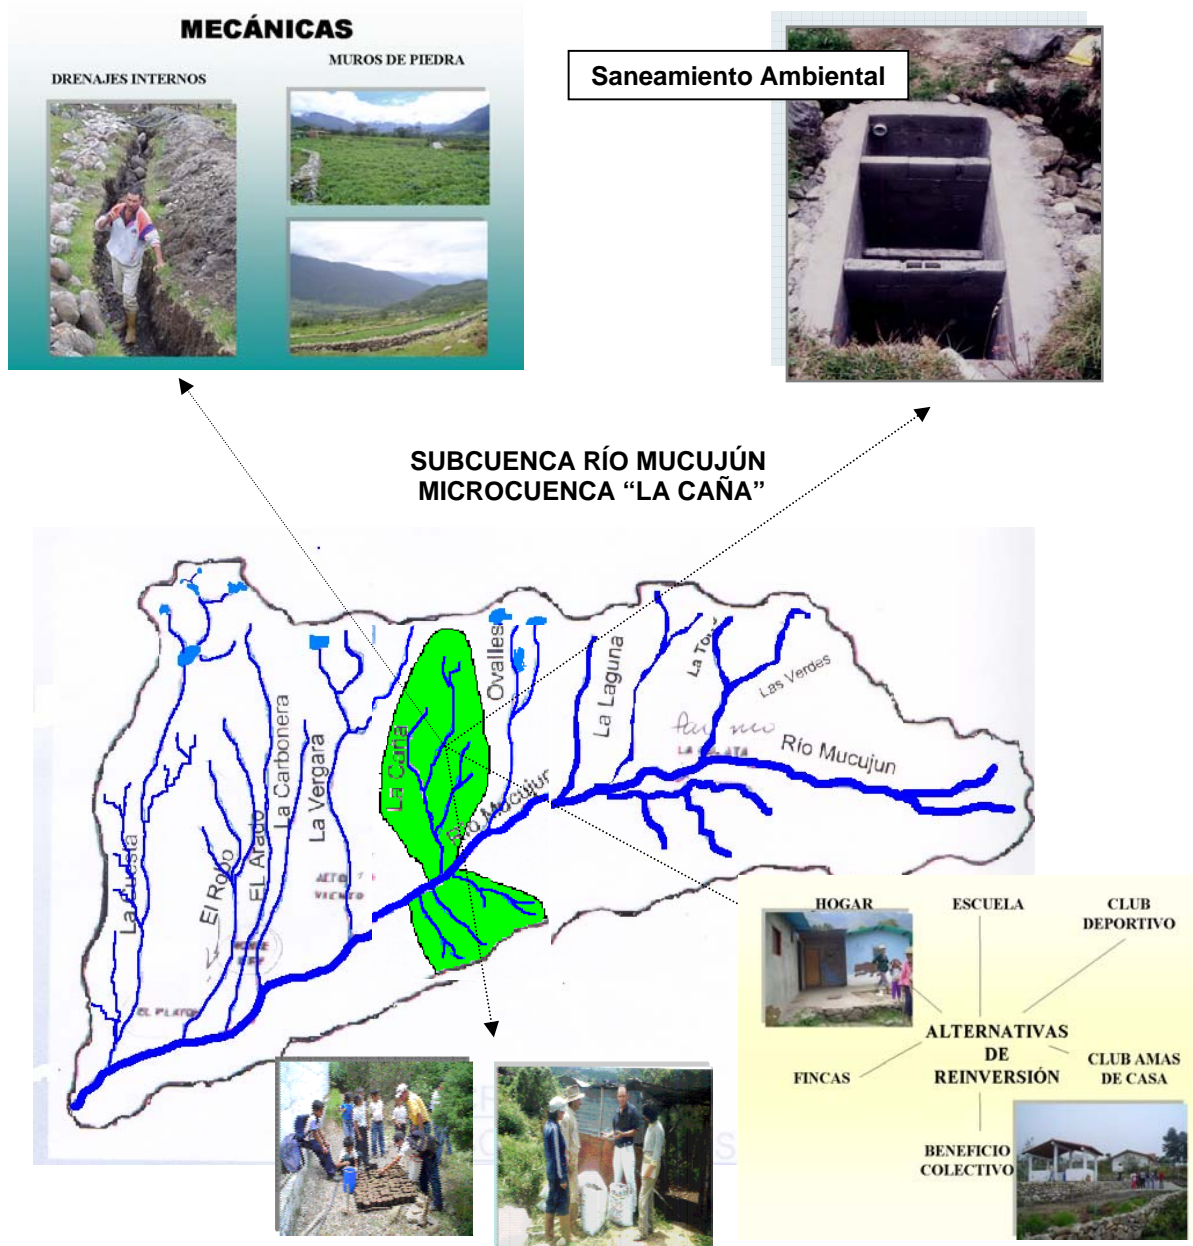 MECÁNICAS
DRENAJES INTERNOS
MUROS DE PIEDRA
Saneamiento Ambiental
SUBCUENCA RÍO MUCUJÚN
MICROCUENCA “LA CAÑA”
La Cuesta
El Robo
EL Arado
La Carbonera
La Vergara
La Caña
Ovalles
La Laguna
Las Verdes
Río Mucujun
Río Mucujun
HOGAR
ESCUELA
CLUB
DEPORTIVO
ALTERNATIVAS
DE
REINVERSIÓN
FINCAS
CLUB AMAS
DE CASA
BENEFICIO
COLECTIVO